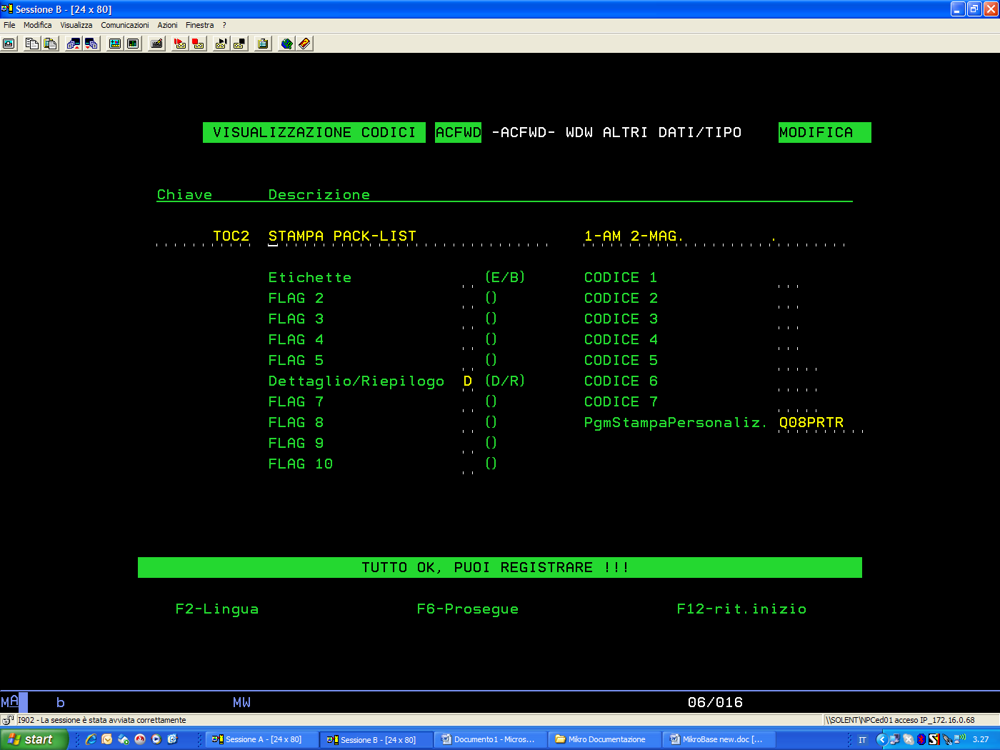 Sessione B - [24 x 80]
File Modifica Visualizza Comunicazioni Azioni Finestra ?
VISUALIZZAZIONE CODICI ACFWD -ACFWD- WDW ALTRI DATI/TIPO MODIFICA
Chiave Descrizione
TOC2 STAMPA PACK-LIST 1-AM 2-MAG. .
Etichette (E/B) CODICE 1
FLAG 2 () CODICE 2
FLAG 3 () CODICE 3
FLAG 4 () CODICE 4
FLAG 5 () CODICE 5
Dettaglio/Riepilogo D (D/R) CODICE 6
FLAG 7 () CODICE 7
FLAG 8 () PgmStampaPersonaliz. Q08PRTR
FLAG 9 ()
FLAG 10 ()
TUTTO OK, PUOI REGISTRARE !!!
F2-Lingua F6-Prosegue F12-rit.inizio
MA b MW 06/016
I902 - La sessione è stata avviata correttamente \\SOLENT\NPCed01 acceso IP_172.16.0.68
start Sessione A - [24 x 80] Sessione B - [24 x 80] Documento1 - Micros... Mikro Documentazione MikroBase new.doc [... IT 3.27